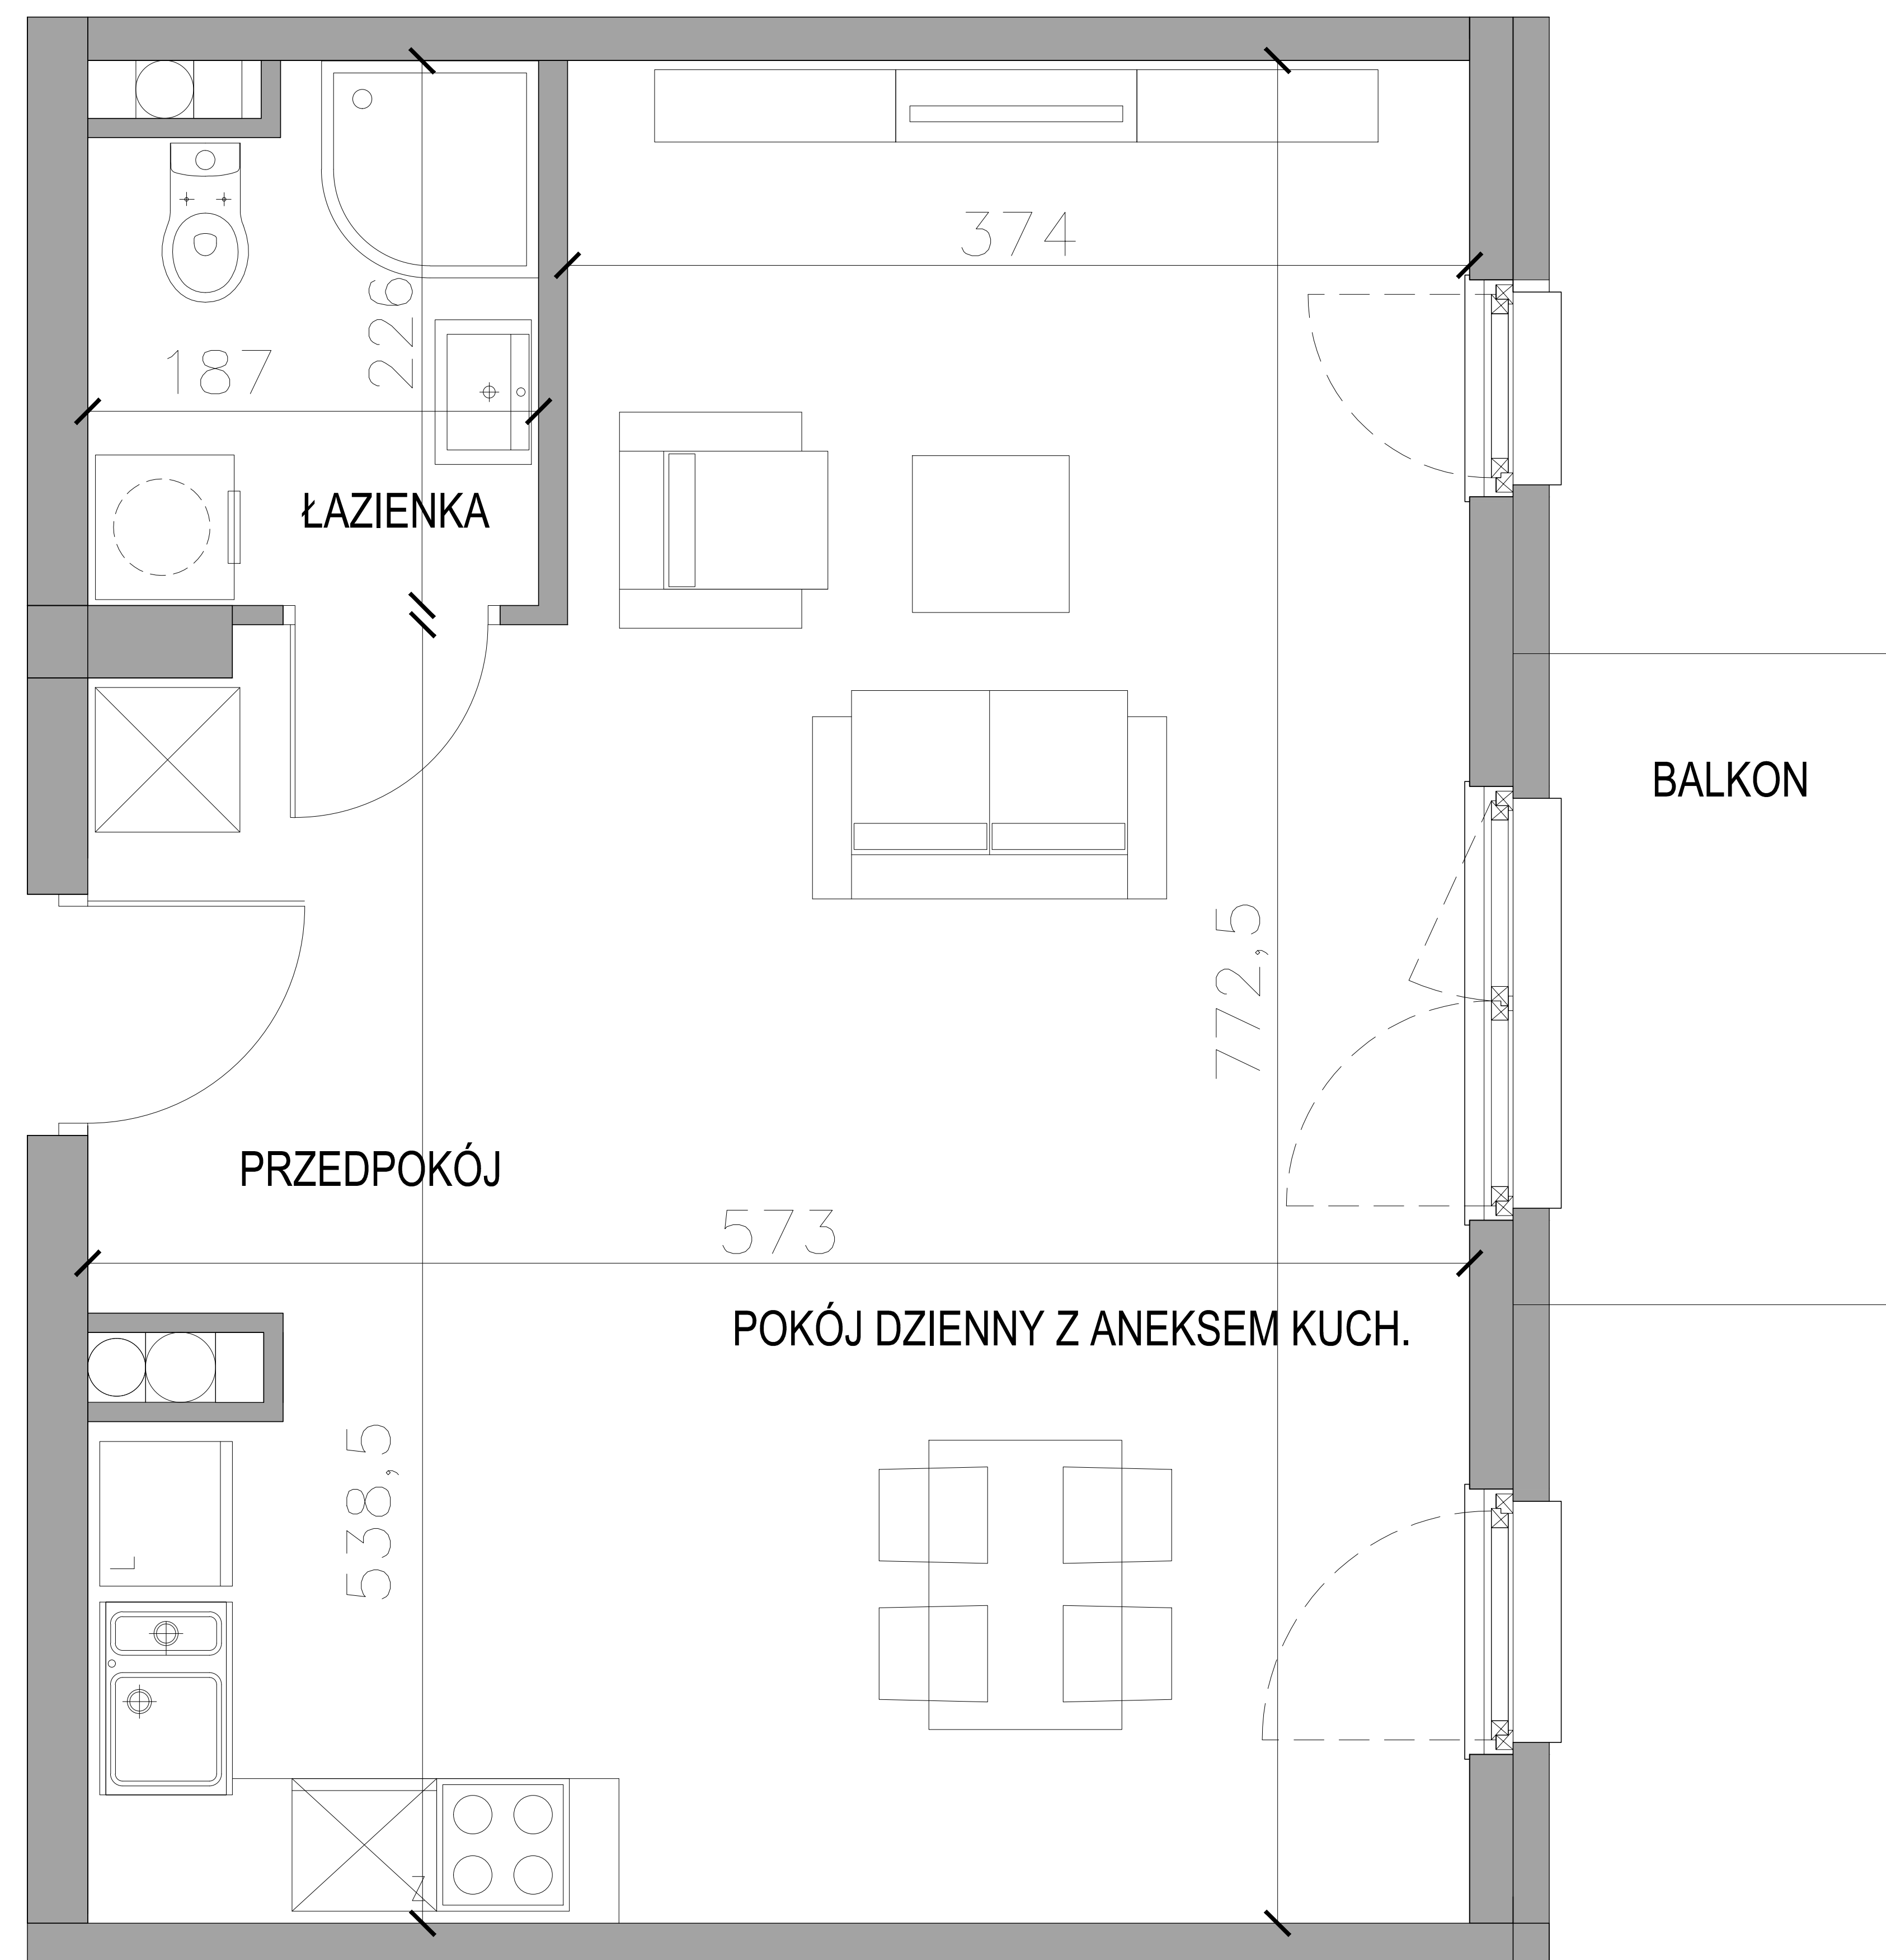 374
226
187
ŁAZIENKA
BALKON
772,5
PRZEDPOKÓJ
573
POKÓJ DZIENNY Z ANEKSEM KUCH.
538,5
L
Z